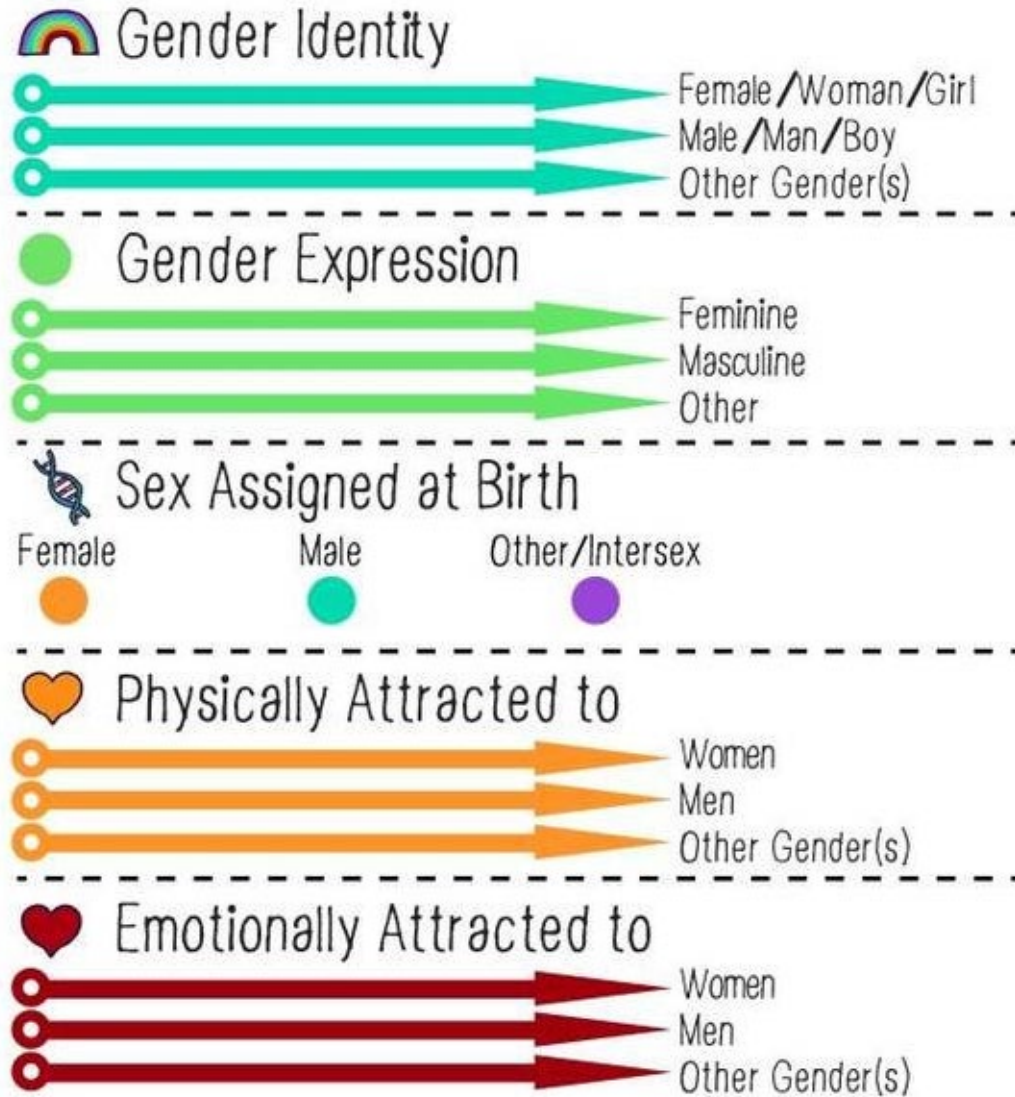 Gender Identity
Female/Woman/Girl
Male/Man/Boy
Other Gender(s)
Gender Expression
Feminine
Masculine
Other
Sex Assigned at Birth
Female Male Other/Intersex
Physically Attracted to
Women
Men
Other Gender(s)
Emotionally Attracted to
Women
Men
Other Gender(s)